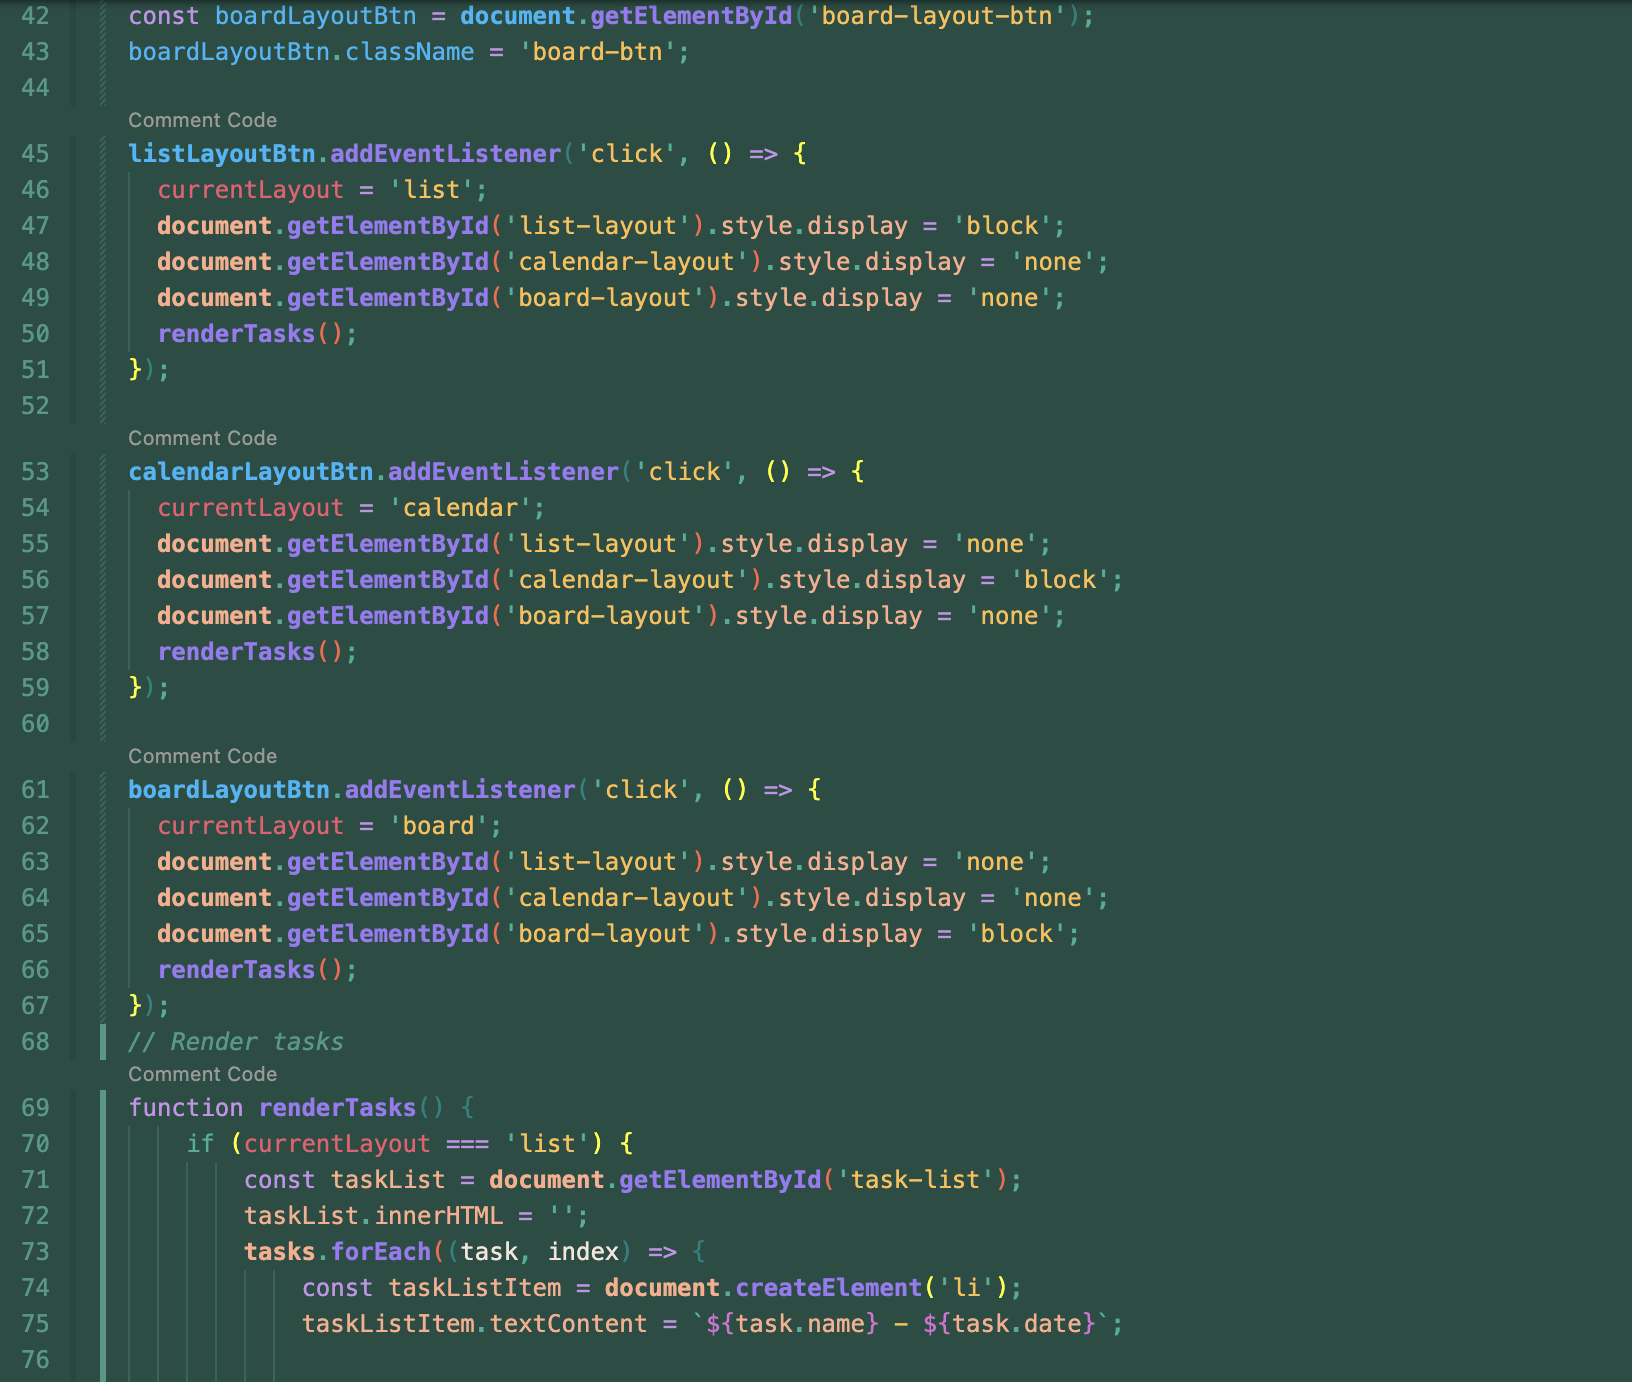 42 const boardLayoutBtn = document.getElementById('board-layout-btn');
43 boardLayoutBtn.className = 'board-btn';
44
Comment Code
45 listLayoutBtn.addEventListener('click', () => {
46 currentLayout = 'list';
47 document.getElementById('list-layout').style.display = 'block';
48 document.getElementById('calendar-layout').style.display = 'none';
49 document.getElementById('board-layout').style.display = 'none';
50 renderTasks();
51 });
52
Comment Code
53 calendarLayoutBtn.addEventListener('click', () => {
54 currentLayout = 'calendar';
55 document.getElementById('list-layout').style.display = 'none';
56 document.getElementById('calendar-layout').style.display = 'block';
57 document.getElementById('board-layout').style.display = 'none';
58 renderTasks();
59 });
60
Comment Code
61 boardLayoutBtn.addEventListener('click', () => {
62 currentLayout = 'board';
63 document.getElementById('list-layout').style.display = 'none';
64 document.getElementById('calendar-layout').style.display = 'none';
65 document.getElementById('board-layout').style.display = 'block';
66 renderTasks();
67 });
68 // Render tasks
Comment Code
69 function renderTasks() {
70 if (currentLayout === 'list') {
71 const taskList = document.getElementById('task-list');
72 taskList.innerHTML = '';
73 tasks.forEach((task, index) => {
74 const taskListItem = document.createElement('li');
75 taskListItem.textContent = `${task.name} - ${task.date}`;
76